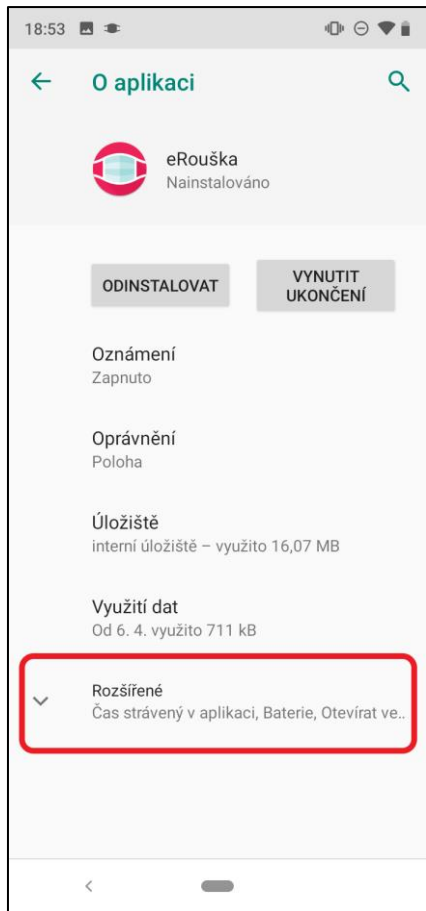 18:53
O aplikaci
eRouška
Nainstalováno
ODINSTALOVAT
VYNUTIT
UKONČENÍ
Oznámení
Zapnuto
Oprávnění
Poloha
Úložiště
interní úložiště – využito 16,07 MB
Využití dat
Od 6. 4. využito 711 kB
Rozšířené
Čas strávený v aplikaci, Baterie, Otevírat ve..